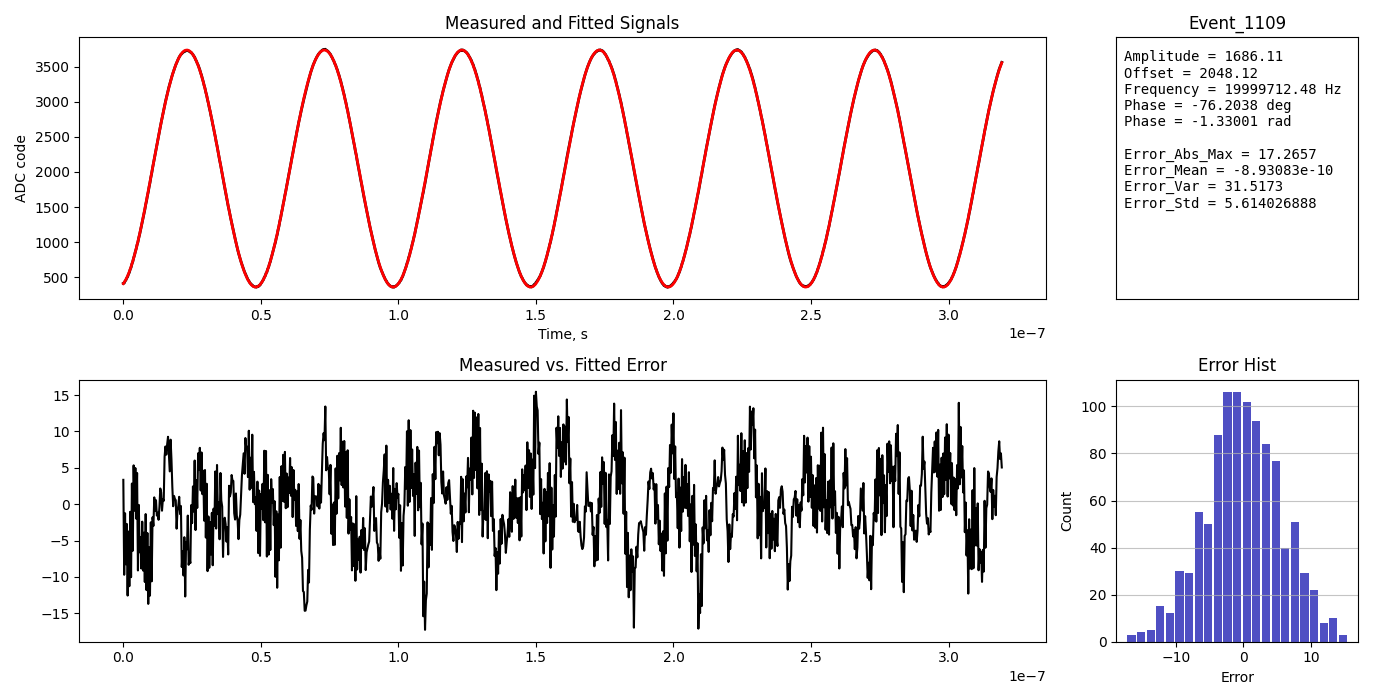 Measured and Fitted Signals
ADC code
3500
3000
2500
2000
1500
1000
500
0.0 0.5 1.0 1.5 2.0 2.5 3.0
Time, s
1e−7
Event_1109
Amplitude = 1686.11
Offset = 2048.12
Frequency = 19999712.48 Hz
Phase = -76.2038 deg
Phase = -1.33001 rad
Error_Abs_Max = 17.2657
Error_Mean = -8.93083e-10
Error_Var = 31.5173
Error_Std = 5.614026888
Measured vs. Fitted Error
15
10
5
0
−5
−10
−15
0.0 0.5 1.0 1.5 2.0 2.5 3.0
1e−7
Error Hist
Count
100
80
60
40
20
0
−10 0 10
Error